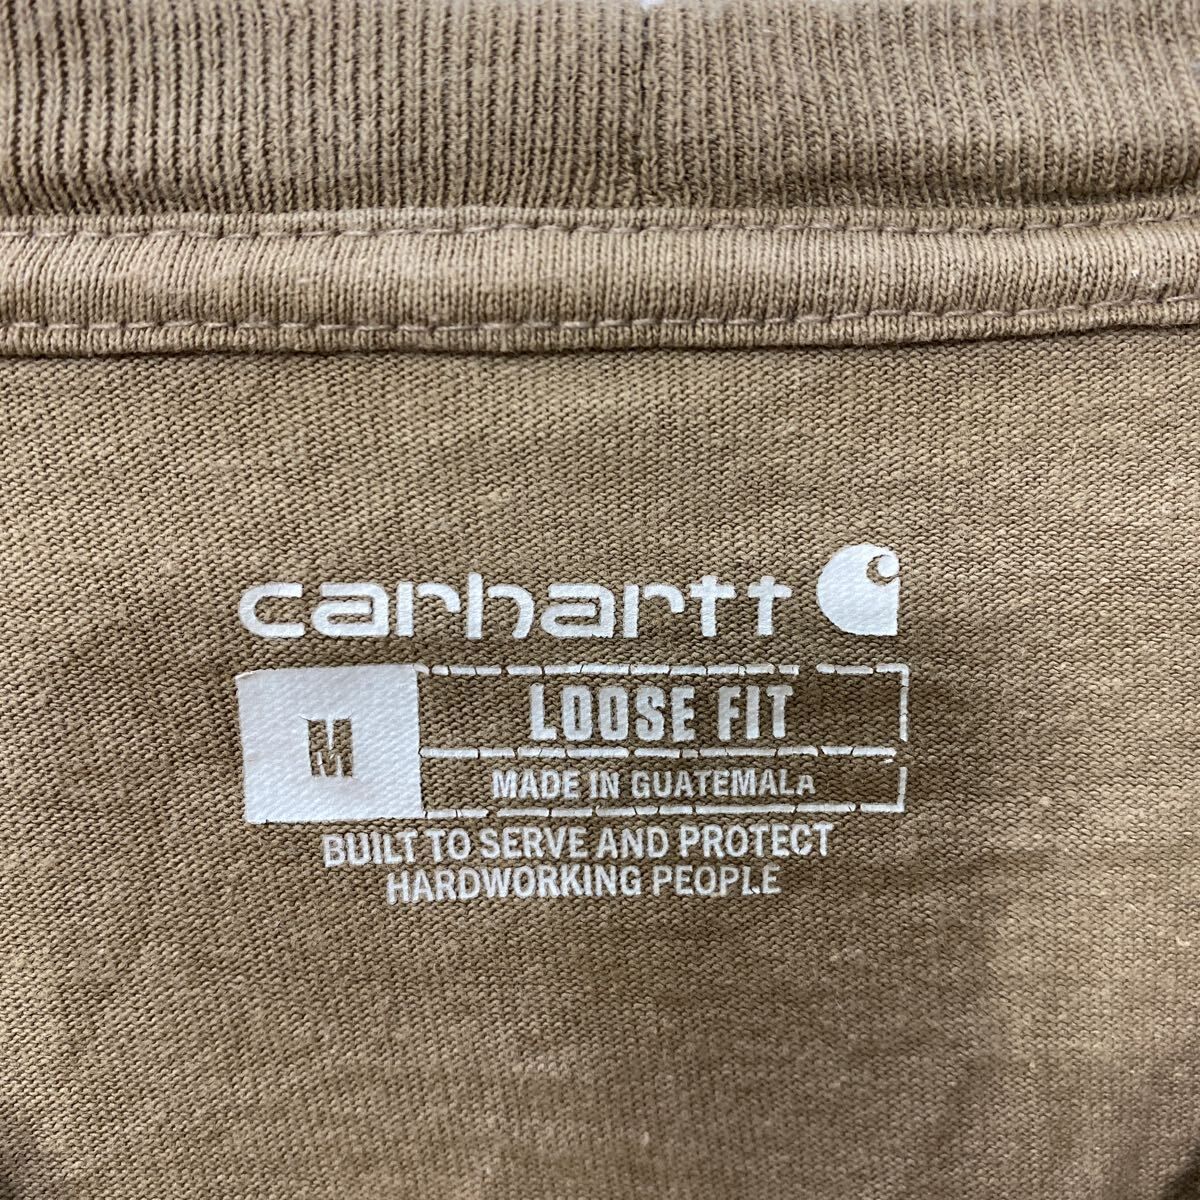 carhartt
M
LOOSE FIT
MADE IN GUATEMALA
BUILT TO SERVE AND PROTECT
HARDWORKING PEOPLE